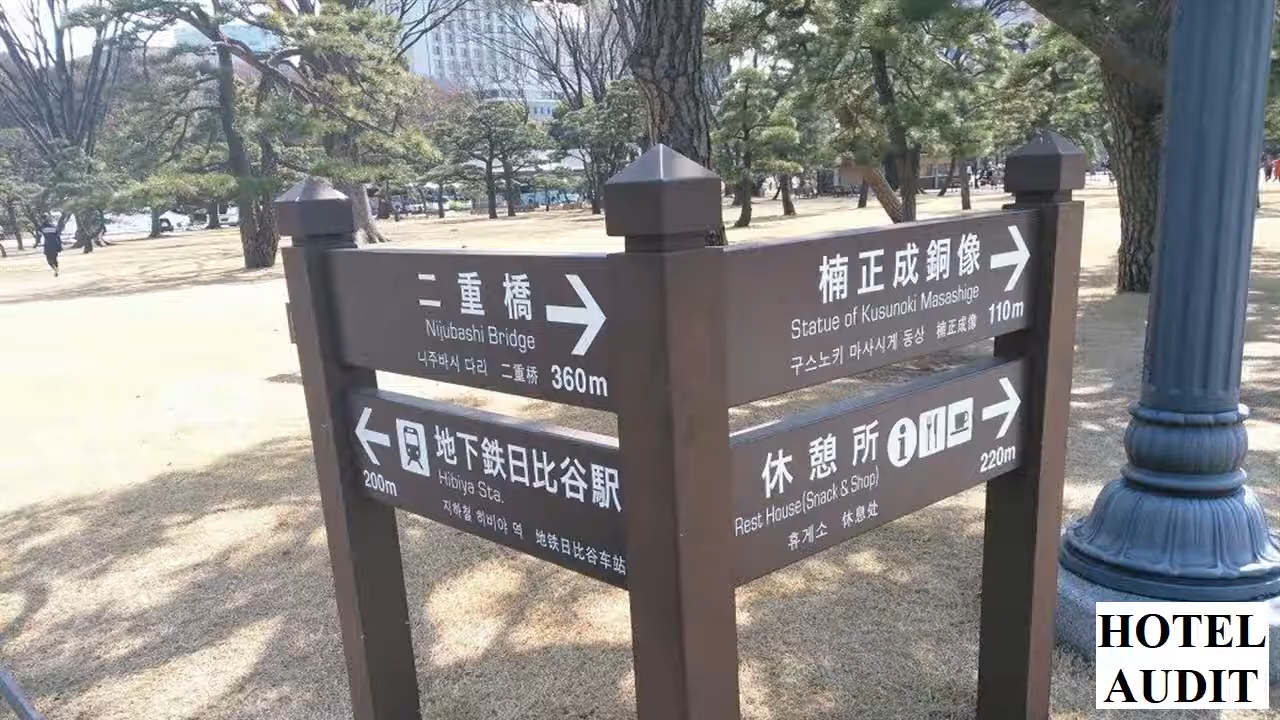 二重橋
Nijubashi Bridge
니주바시 다리 二重桥 360m
地下鉄日比谷駅
200m
Hibiya Sta.
지하철 히비야 역 地铁日比谷车站
楠正成銅像
Statue of Kusunoki Masashige
110m
구스노키 마사시게 동상 楠正成像
休憩所
220m
Rest House(Snack & Shop)
휴게소 休息处
HOTEL
AUDIT